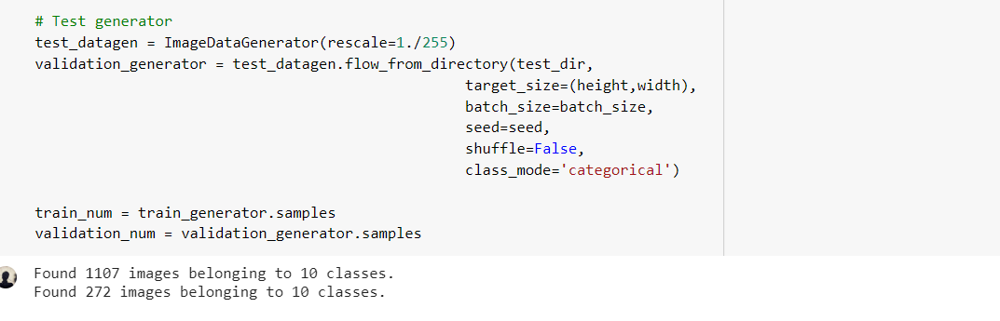 # Test generator
test_datagen = ImageDataGenerator(rescale=1./255)
validation_generator = test_datagen.flow_from_directory(test_dir,
target_size=(height,width),
batch_size=batch_size,
seed=seed,
shuffle=False,
class_mode='categorical')
train_num = train_generator.samples
validation_num = validation_generator.samples
Found 1107 images belonging to 10 classes.
Found 272 images belonging to 10 classes.